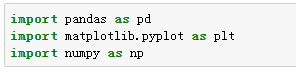 import pandas as pd
import matplotlib.pyplot as plt
import numpy as np